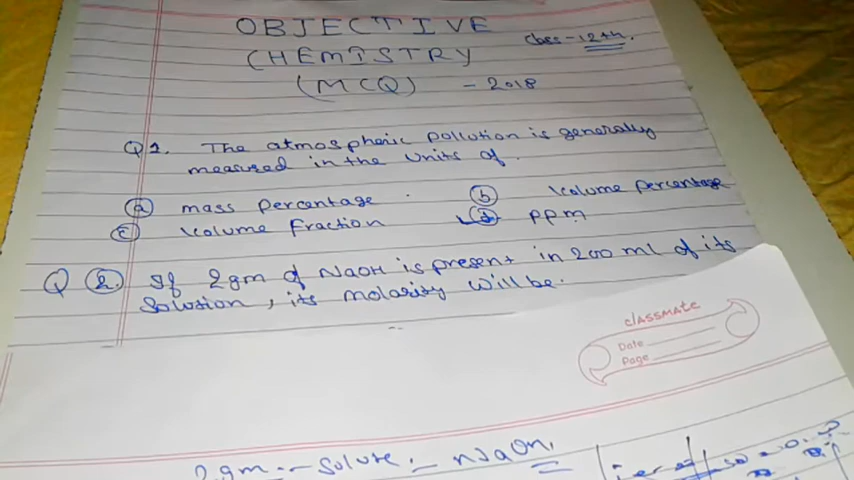 OBJECTIVE
CHEMISTRY Class - 12th.
(MCQ) - 2018
Q 1. The atmospheric pollution is generally
measured in the units of.
(a) mass percentage. (b) Volume percentage
(c) Volume fraction (d) ppm
Q (2.) If 2gm of NaOH is present in 200 ml of its
Solution, its molarity will be.
classmate
Date
Page
2gm - Solute -